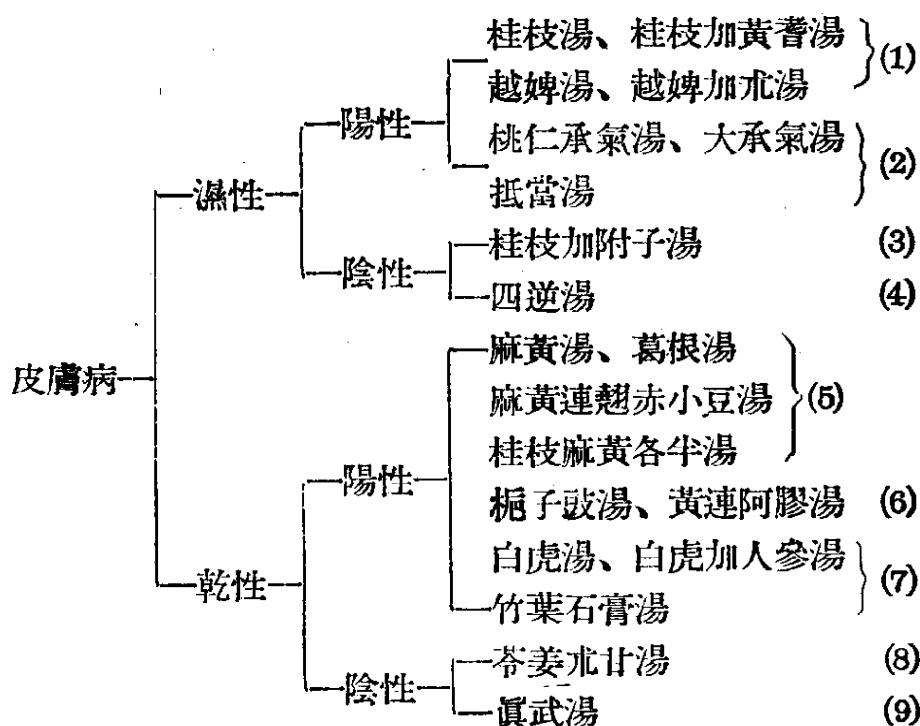 桂枝湯、桂枝加黃蓍湯
越婢湯、越婢加朮湯
(1)
陽性
桃仁承氣湯、大承氣湯
抵當湯
(2)
濕性
桂枝加附子湯 (3)
陰性
四逆湯 (4)
皮膚病
麻黃湯、葛根湯
麻黃連翹赤小豆湯
桂枝麻黃各半湯
(5)
陽性
梔子豉湯、黃連阿膠湯 (6)
白虎湯、白虎加人參湯
竹葉石膏湯
(7)
乾性
苓姜朮甘湯 (8)
陰性
眞武湯 (9)